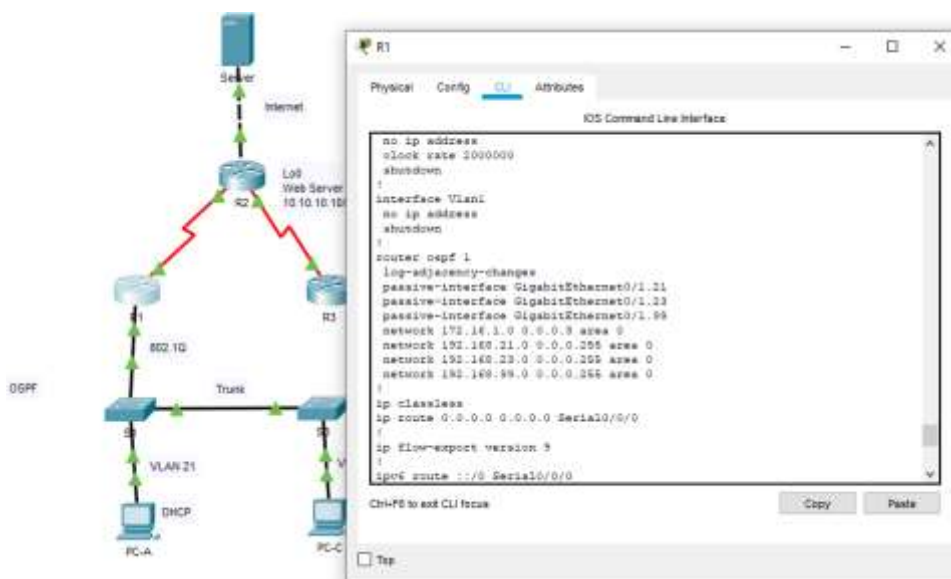 Server
Internet
Lo0
Web Server
10.10.10.10/
R2
R1
R3
802.1Q
OSPF
Trunk
S1
VLAN 21
DHCP
PC-A
PC-C
R1
Physical
Config
CLI
Attributes
IOS Command Line Interface
no ip address
clock rate 2000000
shutdown
!
interface Vlan1
no ip address
shutdown
!
router ospf 1
log-adjacency-changes
passive-interface GigabitEthernet0/1.21
passive-interface GigabitEthernet0/1.23
passive-interface GigabitEthernet0/1.99
network 172.16.1.0 0.0.0.3 area 0
network 192.168.21.0 0.0.0.255 area 0
network 192.168.23.0 0.0.0.255 area 0
network 192.168.99.0 0.0.0.255 area 0
!
ip classless
ip route 0.0.0.0 0.0.0.0 Serial0/0/0
!
ip flow-export version 9
!
ipv6 route ::/0 Serial0/0/0
Ctrl+F6 to exit CLI focus
Copy
Paste
Top